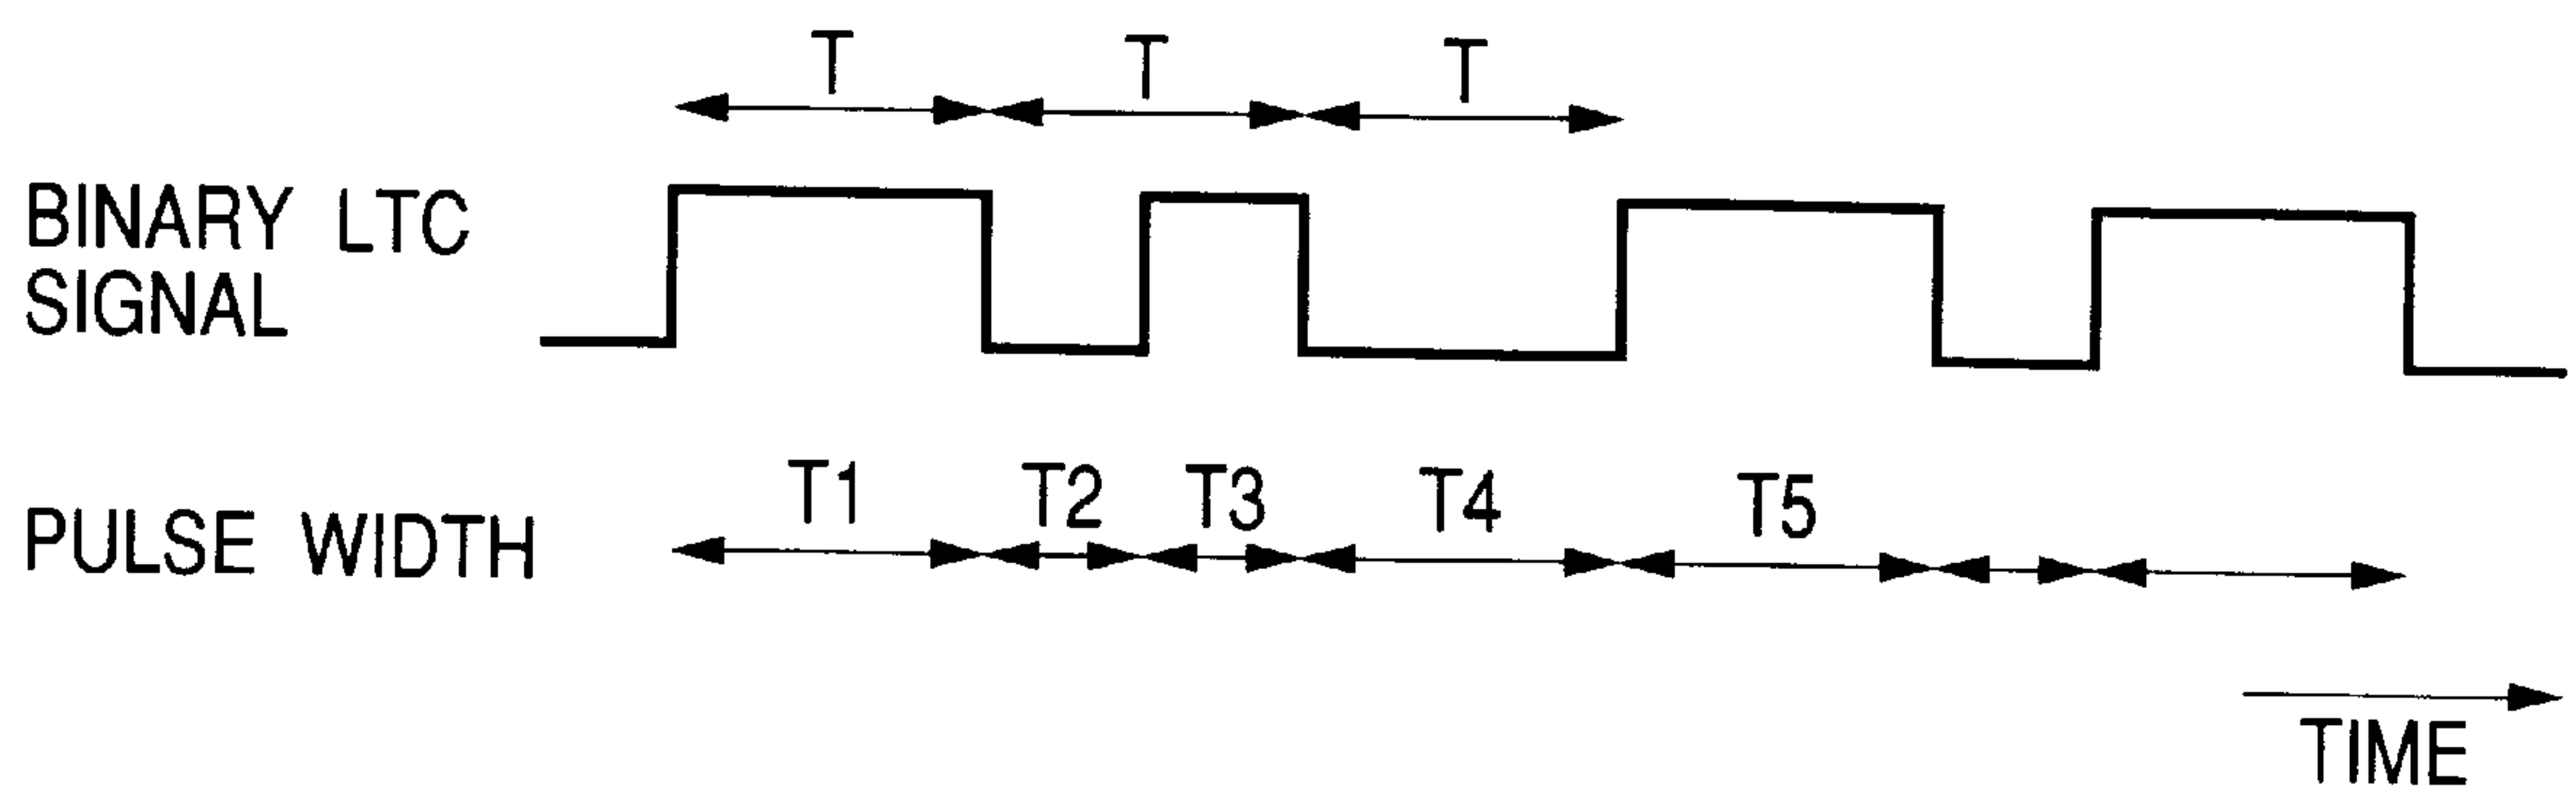 T T T
BINARY LTC
SIGNAL
T1 T2 T3 T4 T5
PULSE WIDTH
TIME